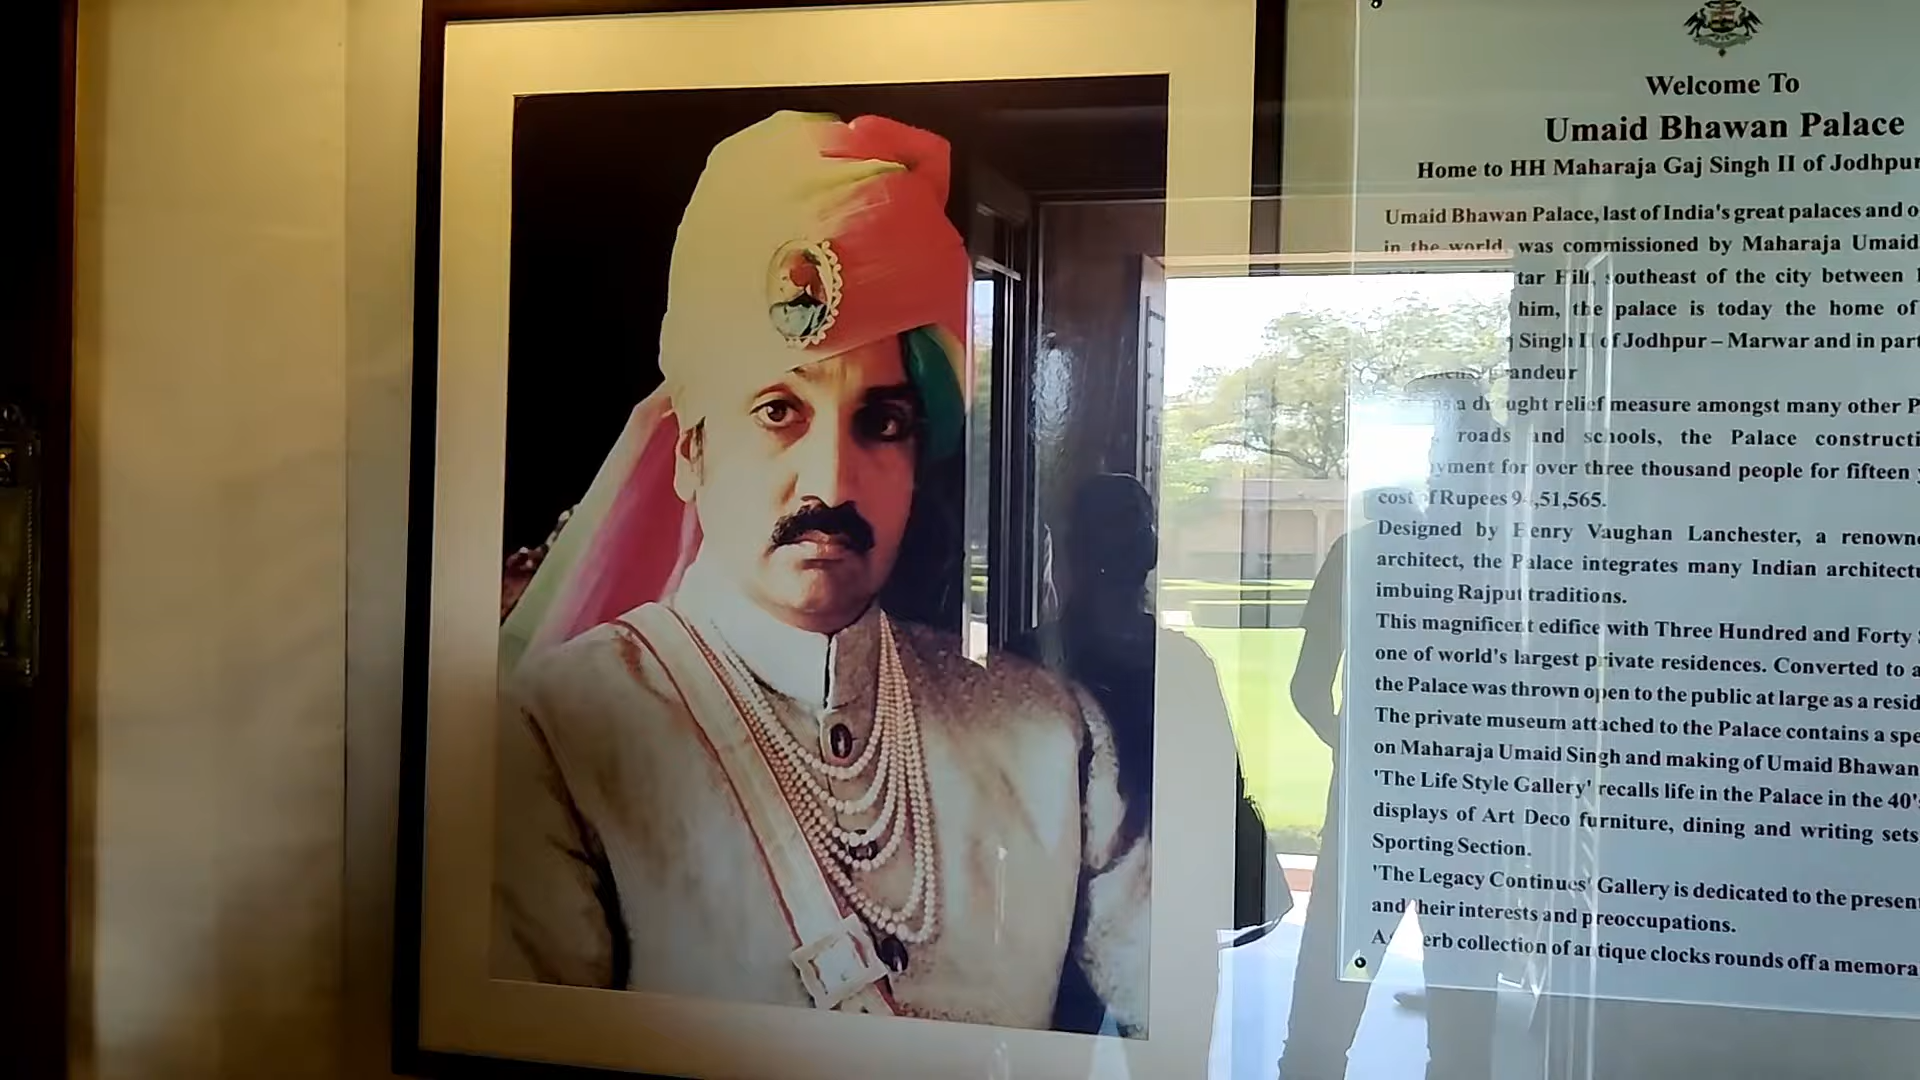 Welcome To
Umaid Bhawan Palace
Home to HH Maharaja Gaj Singh II of Jodhpur
Umaid Bhawan Palace, last of India's great palaces and
in the world, was commissioned by Maharaja Umaid
Hill, southeast of the city between
him, the palace is today the home of
Singh II of Jodhpur – Marwar and in part
a drought relief measure amongst many other
roads and schools, the Palace
for over three thousand people for fifteen
cost of Rupees
Designed by Henry Vaughan Lanchester, a
architect, the Palace integrates many Indian
imbuing Rajput traditions.
This magnificent edifice with Three Hundred and Forty
one of world's largest private residences. Converted to a
the Palace was thrown open to the public at large as a
The private museum attached to the Palace contains a
on Maharaja Umaid Singh and making of Umaid Bhawan
'The Life Style Gallery' recalls life in the Palace in the 40's
displays of Art Deco furniture, dining and writing sets
Sporting Section.
'The Legacy Continues' Gallery is dedicated to the present
and their interests and preoccupations.
collection of antique clocks rounds off a